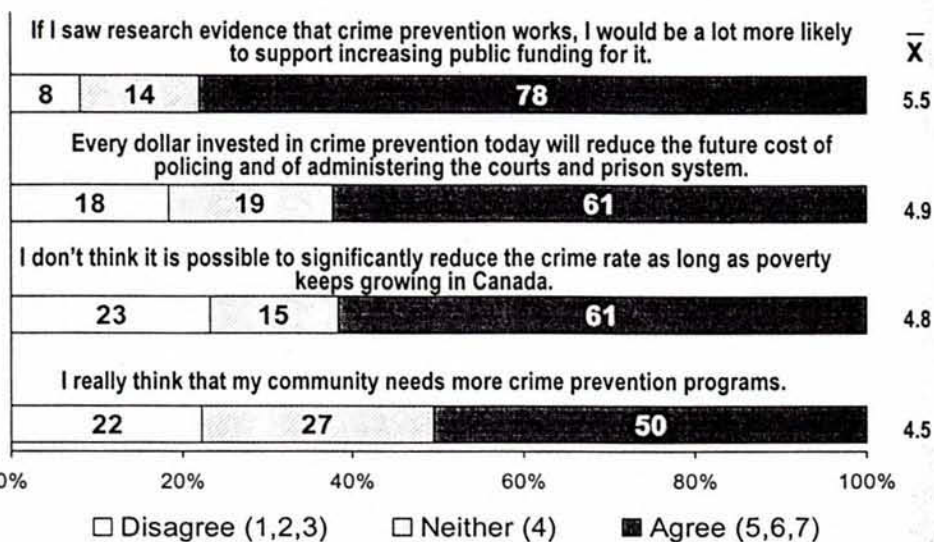 If I saw research evidence that crime prevention works, I would be a lot more likely
to support increasing public funding for it.
X̄
8 14 78 5.5
Every dollar invested in crime prevention today will reduce the future cost of
policing and of administering the courts and prison system.
18 19 61 4.9
I don't think it is possible to significantly reduce the crime rate as long as poverty
keeps growing in Canada.
23 15 61 4.8
I really think that my community needs more crime prevention programs.
22 27 50 4.5
0% 20% 40% 60% 80% 100%
Disagree (1,2,3) Neither (4) Agree (5,6,7)